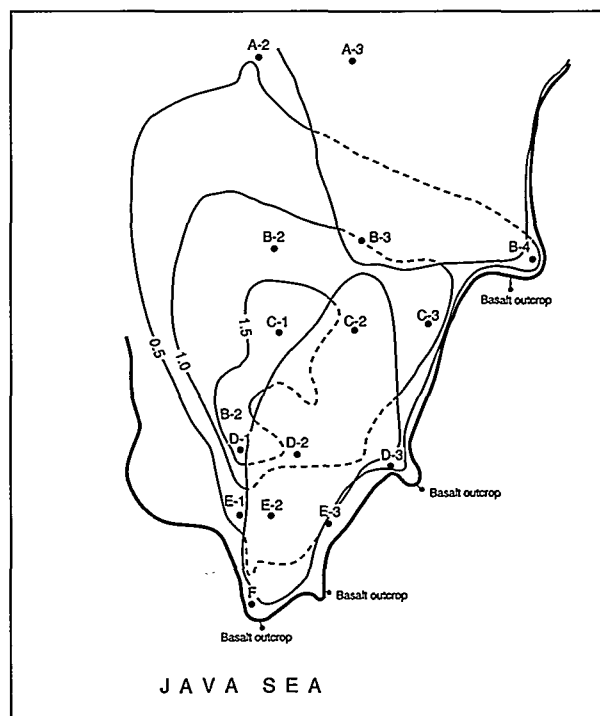 A-2
A-3
B-2
B-3
B-4
Basalt outcrop
C-1
C-2
C-3
1.5
0.5
1.0
B-2
D-1
D-2
D-3
Basalt outcrop
E-1
E-2
E-3
Basalt outcrop
F
Basalt outcrop
JAVA SEA